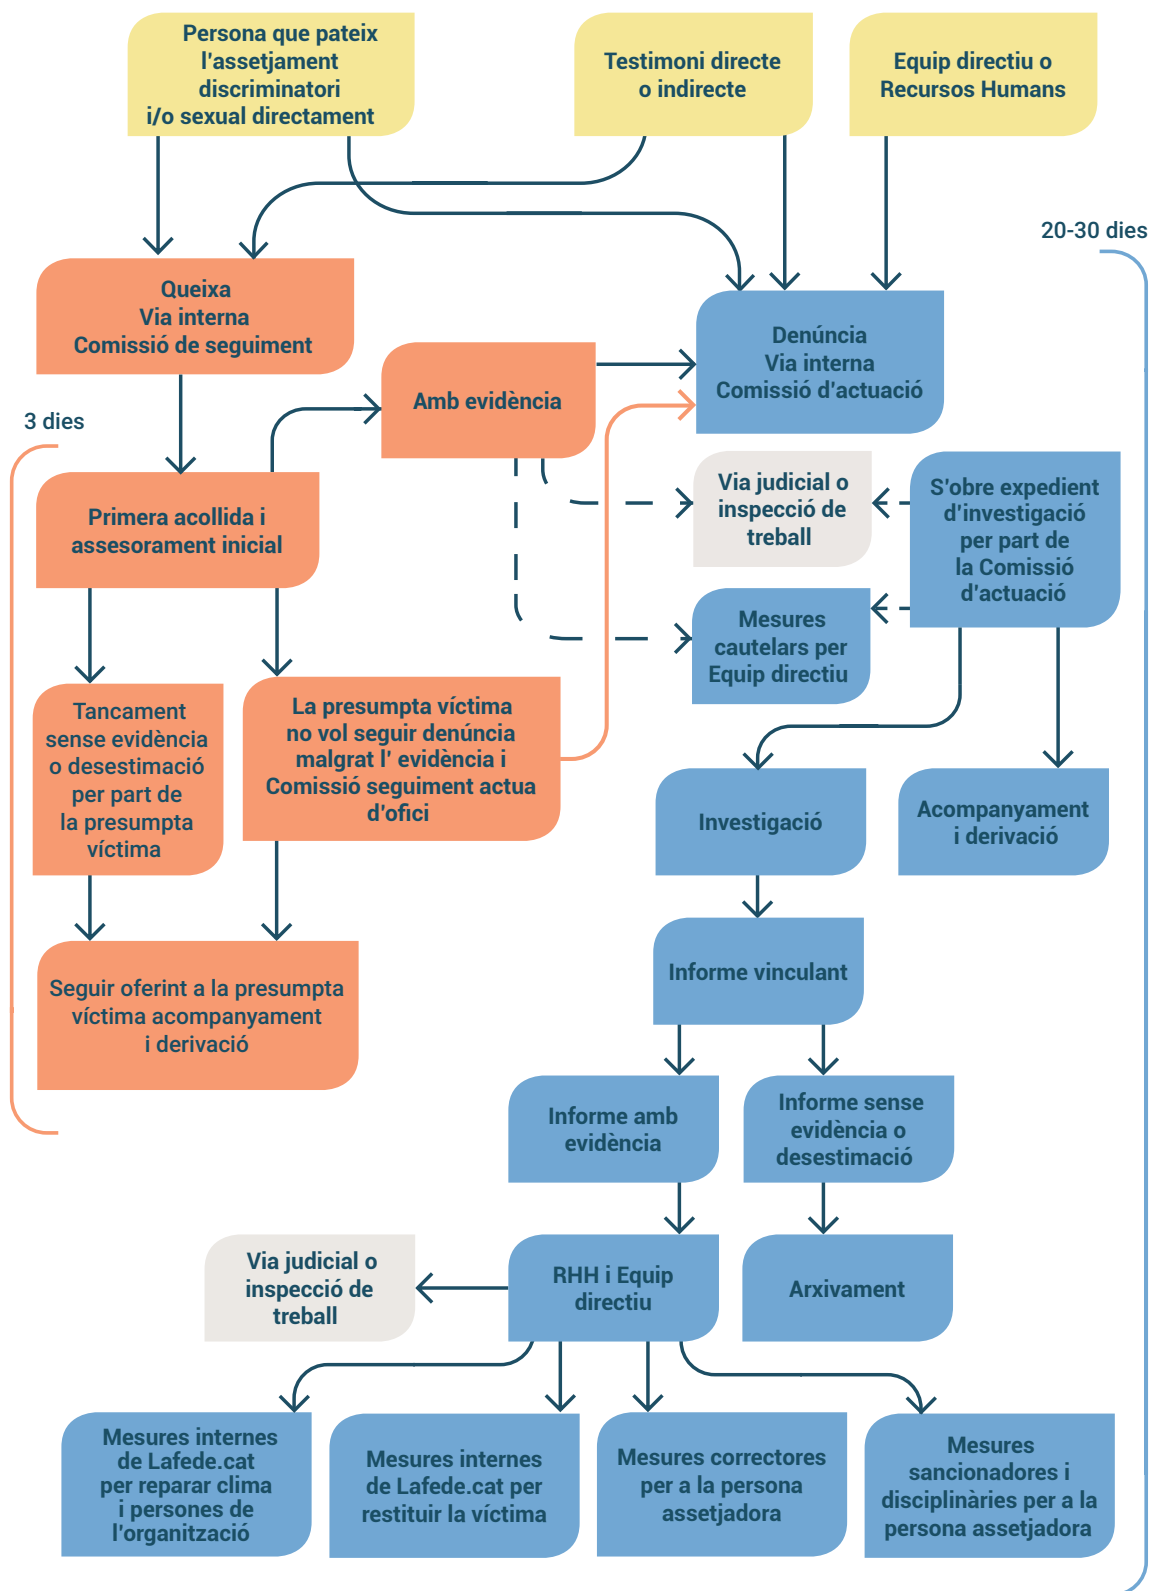 Persona que pateix
l'assetjament
discriminatori
i/o sexual directament
Testimoni directe
o indirecte
Equip directiu o
Recursos Humans
20-30 dies
Queixa
Via interna
Comissió de seguiment
Denúncia
Via interna
Comissió d'actuació
Amb evidència
3 dies
Primera acollida i
assesorament inicial
Via judicial o
inspecció de
treball
S'obre expedient
d'investigació
per part de
la Comissió
d'actuació
Mesures
cautelars per
Equip directiu
Tancament
sense evidència
o desestimació
per part de
la presumpta
víctima
La presumpta víctima
no vol seguir denúncia
malgrat l' evidència i
Comissió seguiment actua
d'ofici
Investigació
Acompanyament
i derivació
Informe vinculant
Seguir oferint a la presumpta
víctima acompanyament
i derivació
Informe amb
evidència
Informe sense
evidència o
desestimació
Via judicial o
inspecció de
treball
RHH i Equip
directiu
Arxivament
Mesures internes
de Lafede.cat
per reparar clima
i persones de
l'organització
Mesures internes
de Lafede.cat per
restituir la víctima
Mesures correctores
per a la persona
assetjadora
Mesures
sancionadores i
disciplinàries per a la
persona assetjadora